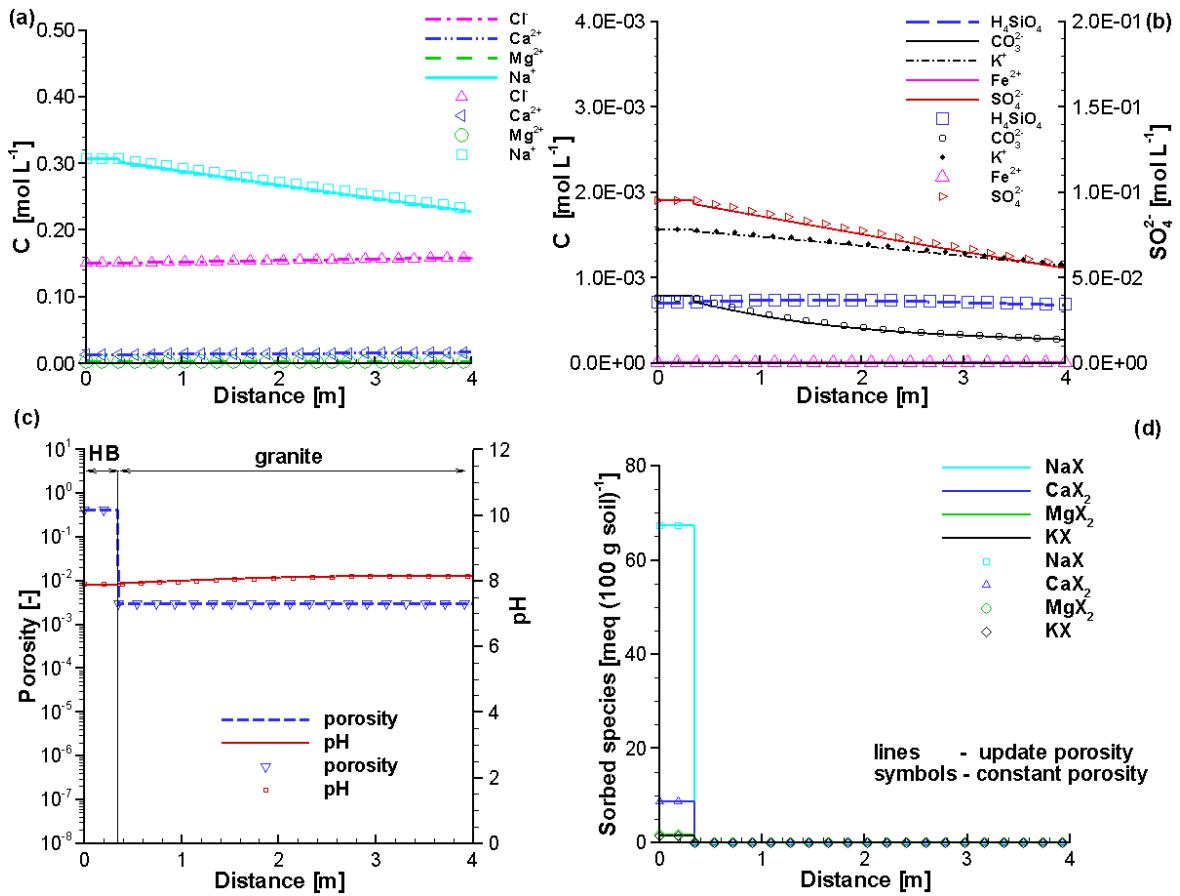 (a)
C [mol L⁻¹]
0.50
0.40
0.30
0.20
0.10
0.00
0 1 2 3 4
Distance [m]
Cl⁻
Ca²⁺
Mg²⁺
Na⁺
Cl⁻
Ca²⁺
Mg²⁺
Na⁺
(b)
C [mol L⁻¹]
4.0E-03
3.0E-03
2.0E-03
1.0E-03
0.0E+00
0 1 2 3 4
Distance [m]
SO₄²⁻ [mol L⁻¹]
2.0E-01
1.5E-01
1.0E-01
5.0E-02
0.0E+00
H₄SiO₄
CO₃²⁻
K⁺
Fe²⁺
SO₄²⁻
H₄SiO₄
CO₃²⁻
K⁺
Fe²⁺
SO₄²⁻
(c)
Porosity [-]
10¹
10⁰
10⁻¹
10⁻²
10⁻³
10⁻⁴
10⁻⁵
10⁻⁶
10⁻⁷
10⁻⁸
HB
granite
0 1 2 3 4
Distance [m]
pH
12
10
8
6
4
2
0
porosity
pH
porosity
pH
(d)
Sorbed species [meq (100 g soil)⁻¹]
80
60
40
20
0
0 1 2 3 4
Distance [m]
NaX
CaX₂
MgX₂
KX
NaX
CaX₂
MgX₂
KX
lines - update porosity
symbols - constant porosity